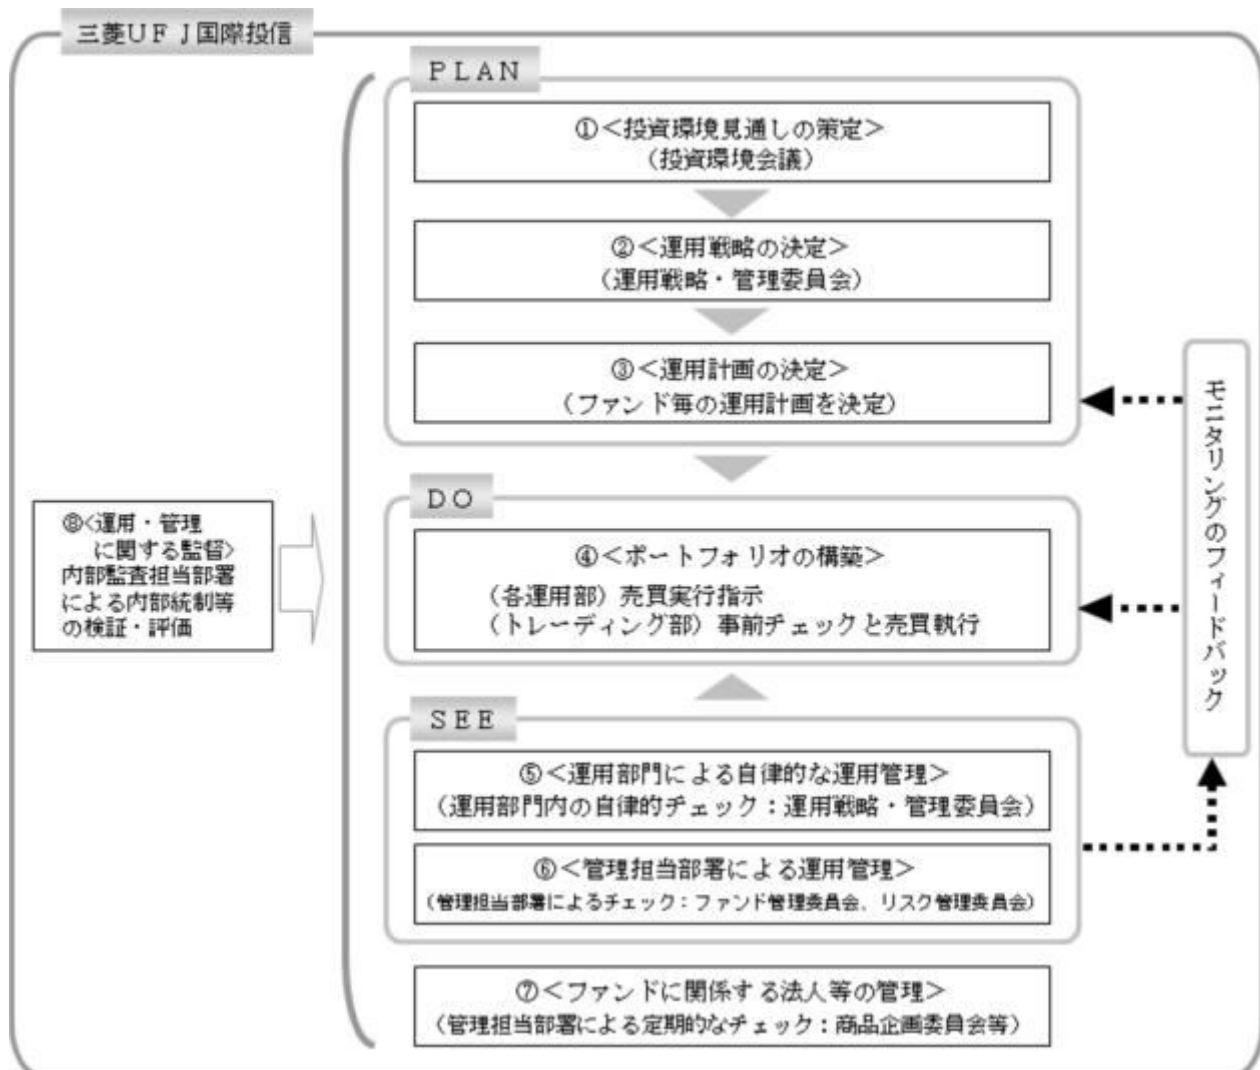 三菱UFJ国際投信
PLAN
①<投資環境見通しの策定>
(投資環境会議)
②<運用戦略の決定>
(運用戦略・管理委員会)
③<運用計画の決定>
(ファンド毎の運用計画を決定)
DO
④<ポートフォリオの構築>
(各運用部)売買実行指示
(トレーディング部)事前チェックと売買執行
SEE
⑤<運用部門による自律的な運用管理>
(運用部門内の自律的チェック:運用戦略・管理委員会)
⑥<管理担当部署による運用管理>
(管理担当部署によるチェック:ファンド管理委員会、リスク管理委員会)
⑦<ファンドに関係する法人等の管理>
(管理担当部署による定期的なチェック:商品企画委員会等)
⑧<運用・管理
に関する監督>
内部監査担当部署
による内部統制等
の検証・評価
モニタリングのフィードバック